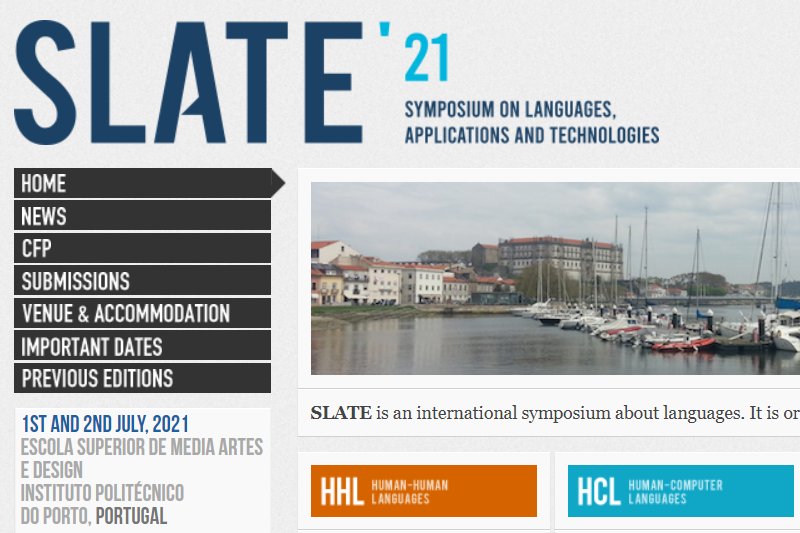 SLATE '21
SYMPOSIUM ON LANGUAGES,
APPLICATIONS AND TECHNOLOGIES
HOME
NEWS
CFP
SUBMISSIONS
VENUE & ACCOMMODATION
IMPORTANT DATES
PREVIOUS EDITIONS
1ST AND 2ND JULY, 2021
ESCOLA SUPERIOR DE MEDIA ARTES
E DESIGN
INSTITUTO POLITÉCNICO
DO PORTO, PORTUGAL
SLATE is an international symposium about languages. It is or
HHL HUMAN-HUMAN
LANGUAGES
HCL HUMAN-COMPUTER
LANGUAGES